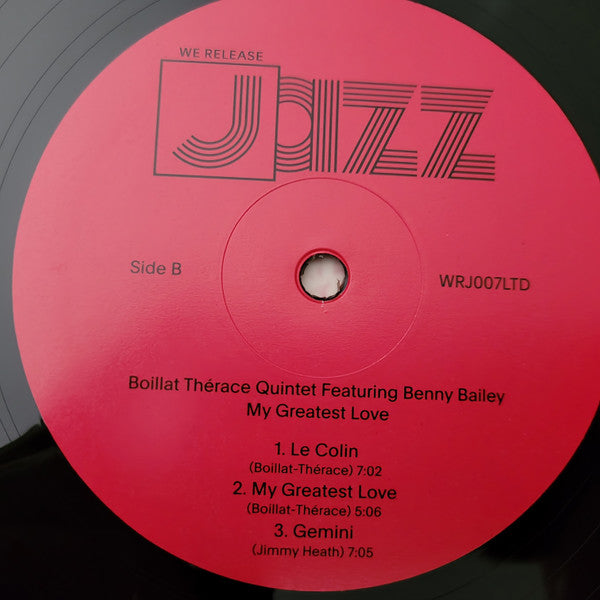 WE RELEASE
Jazz
Side B
WRJ007LTD
Boillat Thérace Quintet Featuring Benny Bailey
My Greatest Love
1. Le Colin
(Boillat-Thérace) 7:02
2. My Greatest Love
(Boillat-Thérace) 5:06
3. Gemini
(Jimmy Heath) 7:05